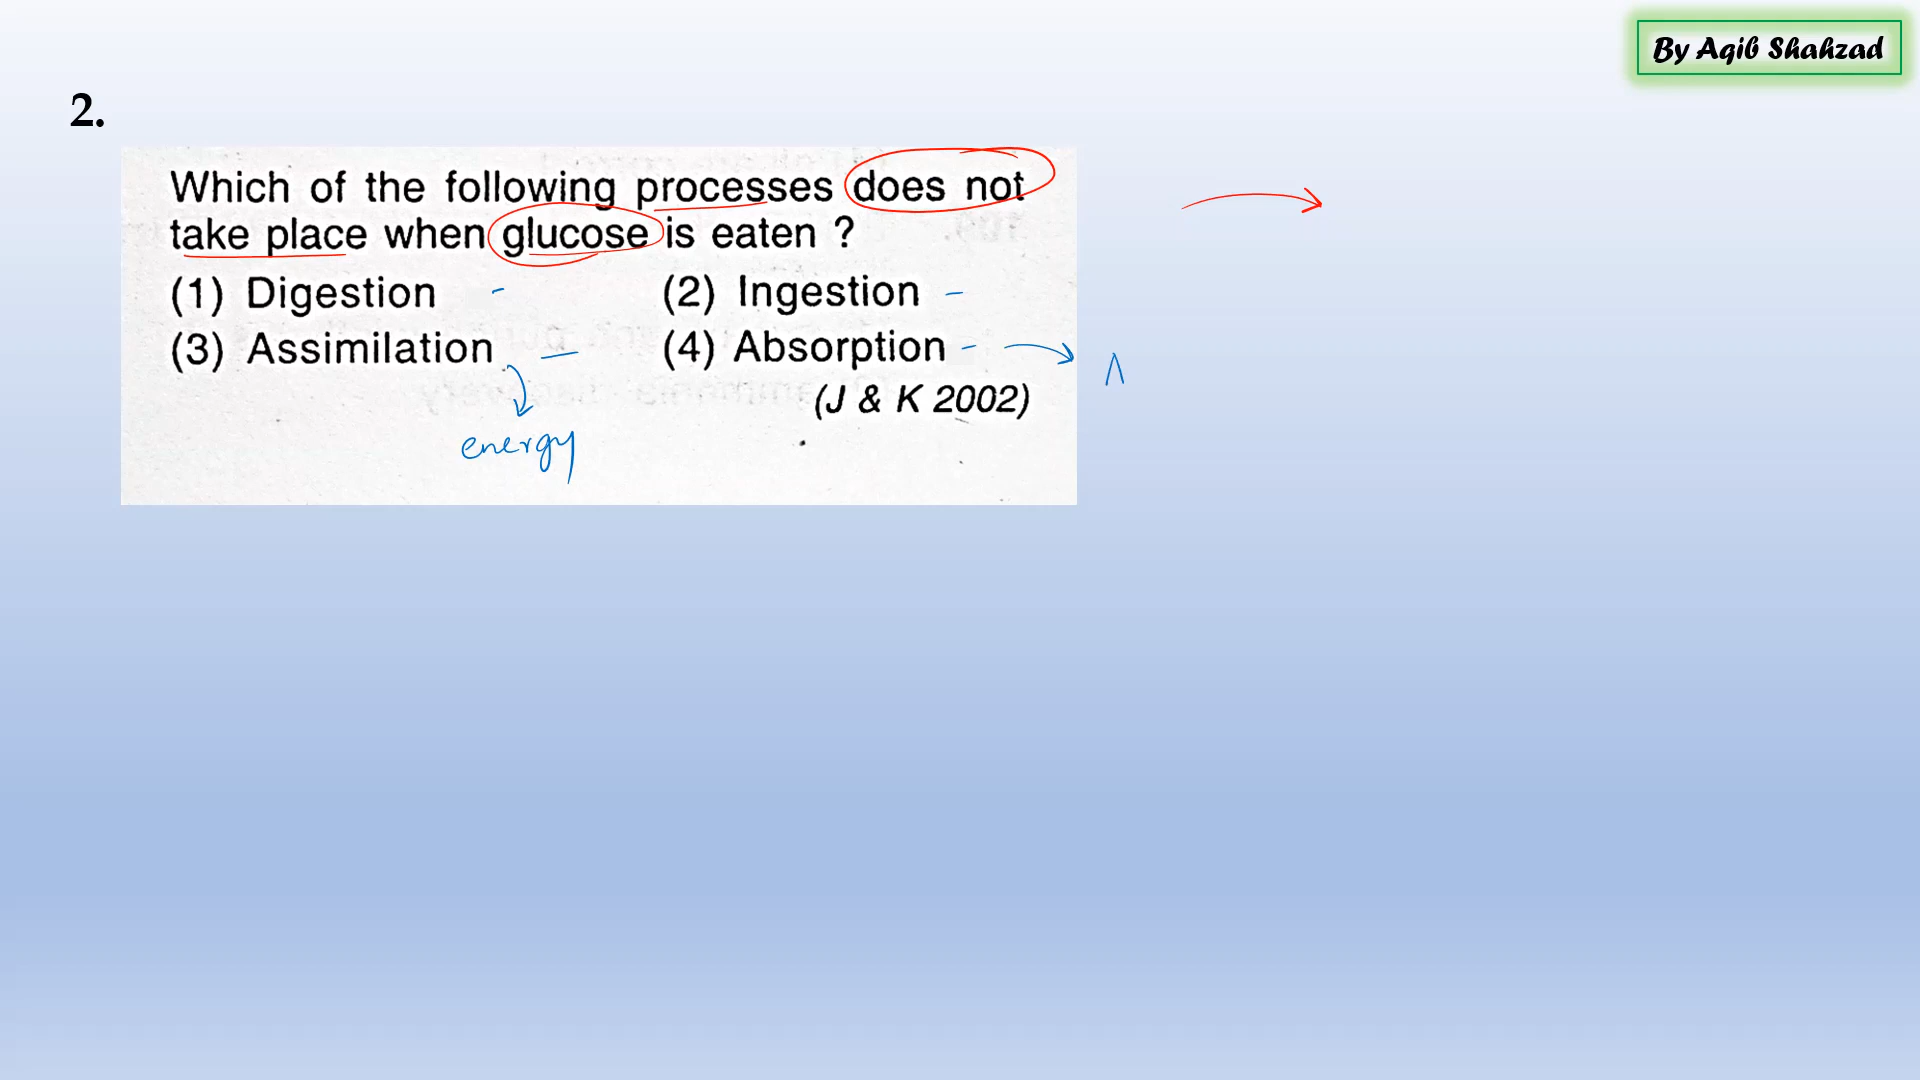 By Aqib Shahzad
2.
Which of the following processes does not
take place when glucose is eaten ?
(1) Digestion (2) Ingestion
(3) Assimilation (4) Absorption
(J & K 2002)
energy